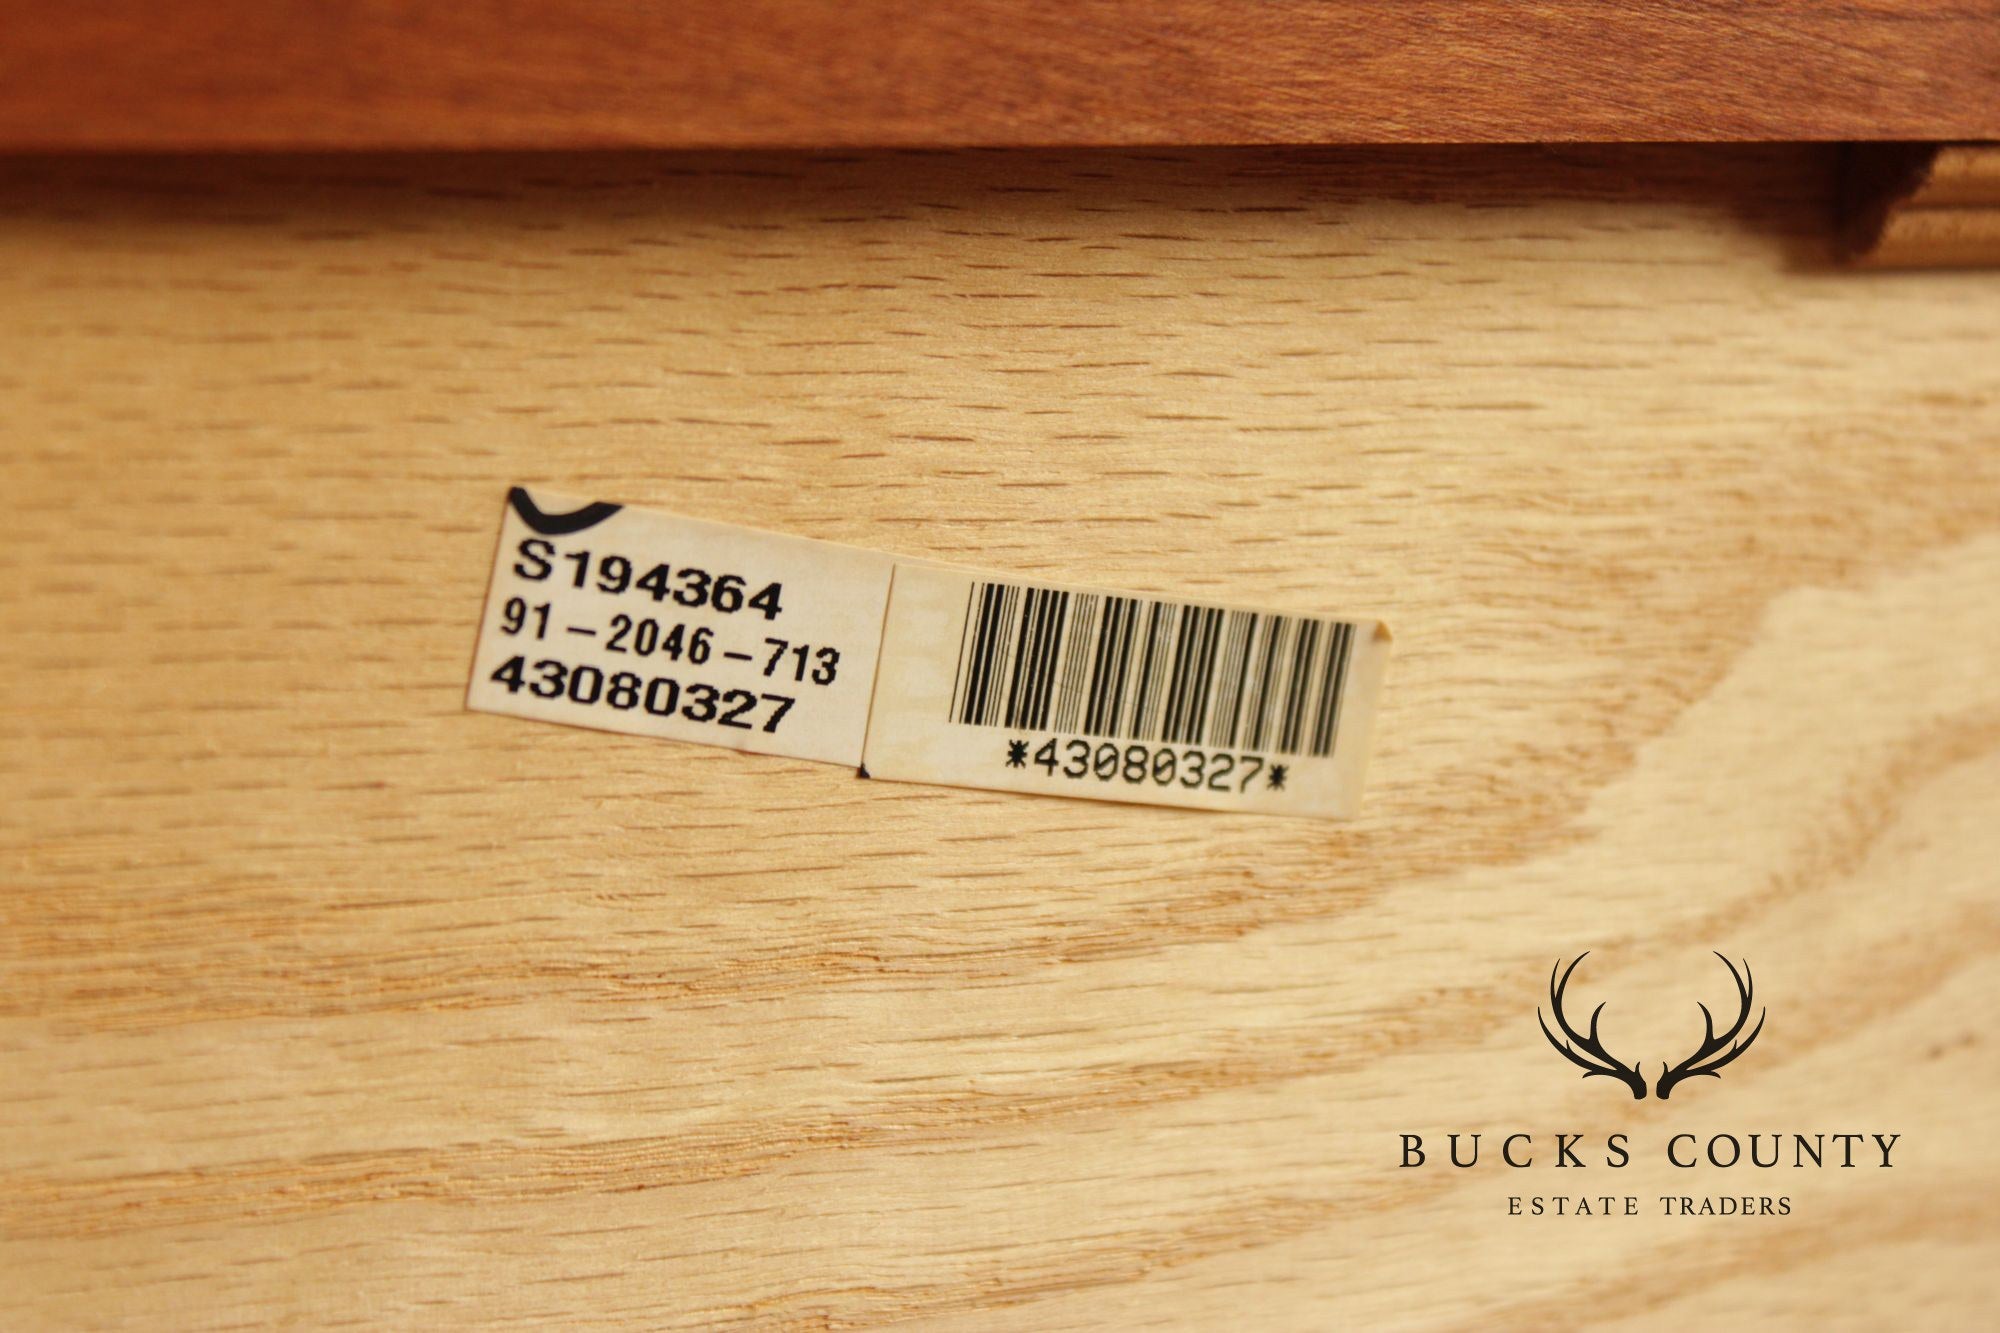 S194364
91-2046-713
43080327
*43080327*
BUCKS COUNTY
ESTATE TRADERS